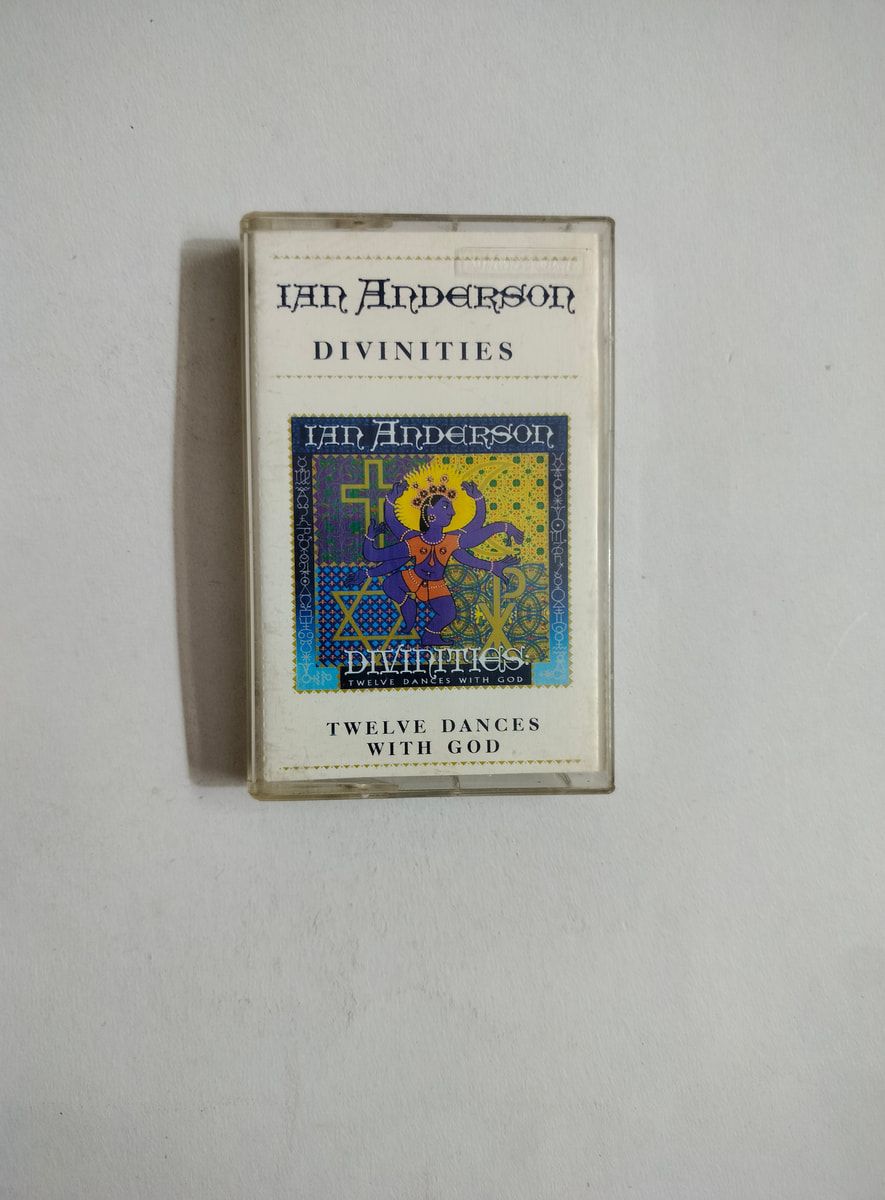 IAN ANDERSON
DIVINITIES
IAN ANDERSON
DIVINITIES:
TWELVE DANCES WITH GOD
TWELVE DANCES
WITH GOD